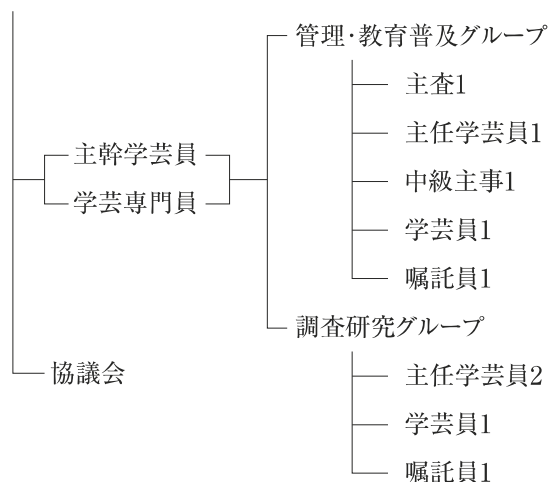 管理・教育普及グループ
主査1
主任学芸員1
中級主事1
学芸員1
嘱託員1
主幹学芸員
学芸専門員
調査研究グループ
主任学芸員2
学芸員1
嘱託員1
協議会